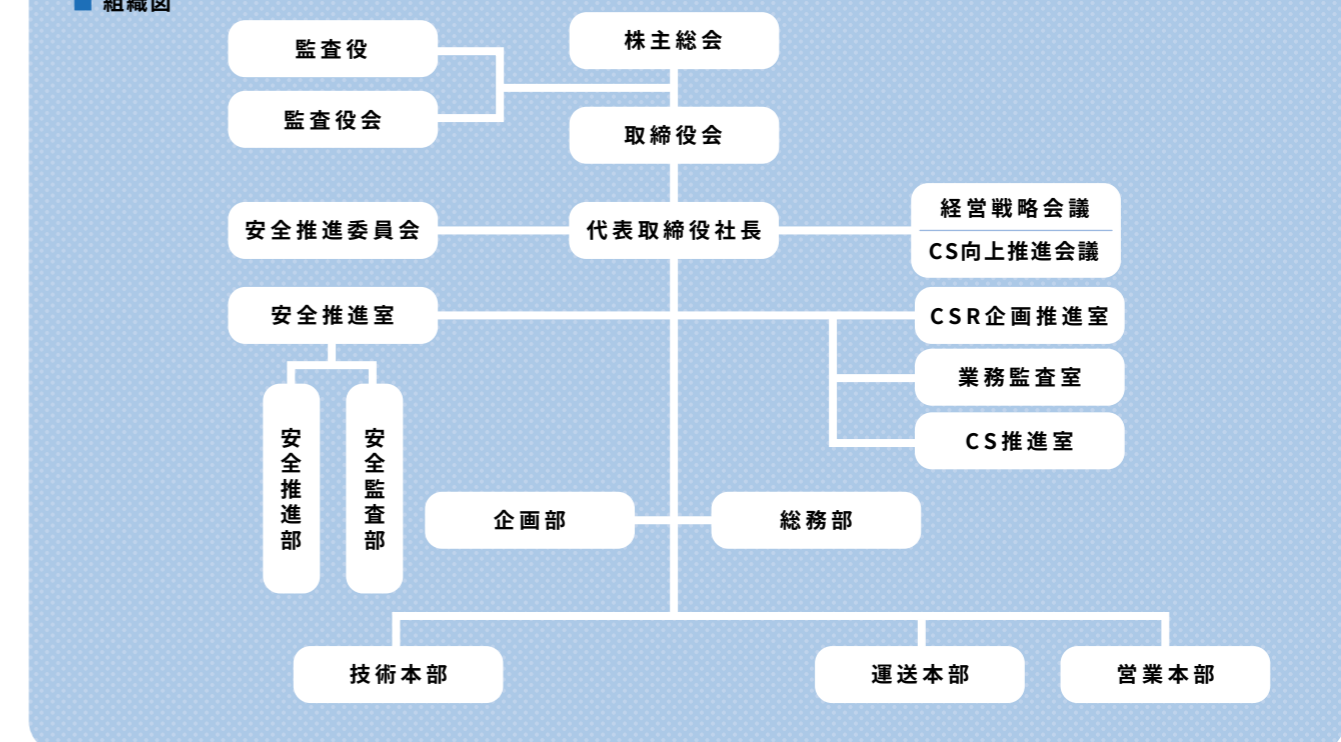 ■ 組織図
監査役
株主総会
監査役会
取締役会
安全推進委員会
代表取締役社長
経営戦略会議
CS向上推進会議
安全推進室
CSR企画推進室
業務監査室
CS推進室
安全推進部
安全監査部
企画部
総務部
技術本部
運送本部
営業本部